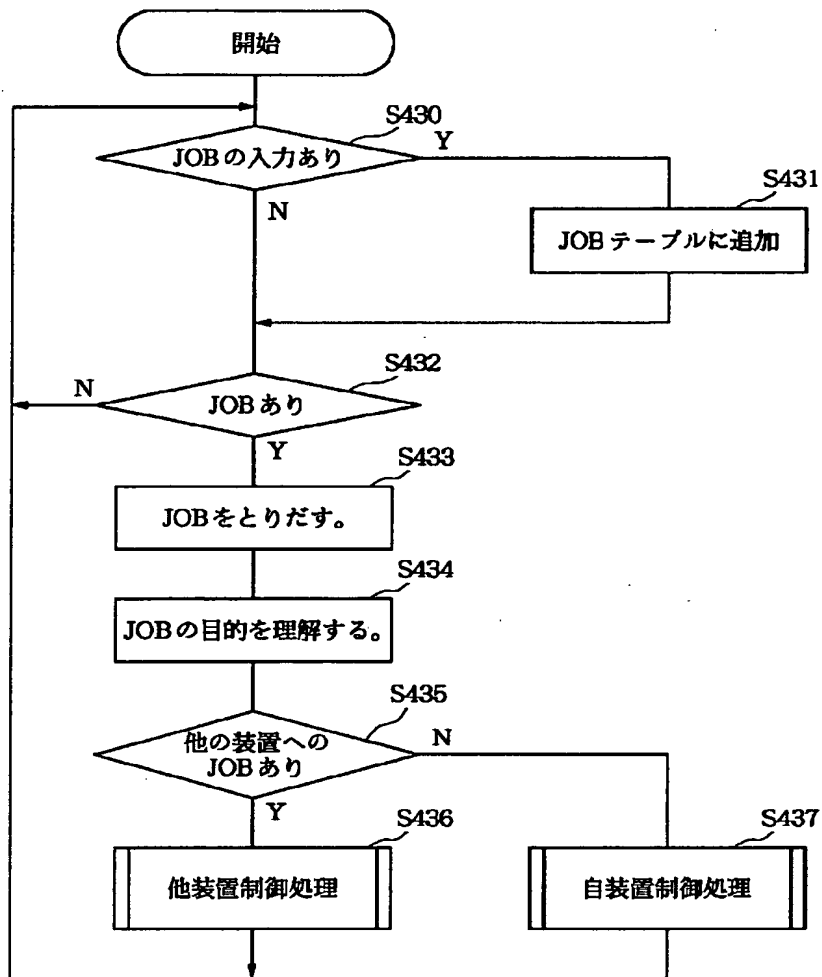 開始
S430
JOBの入力あり
Y
N
S431
JOBテーブルに追加
S432
N
JOBあり
Y
S433
JOBをとりだす。
S434
JOBの目的を理解する。
S435
他の装置への
JOBあり
N
Y
S436
他装置制御処理
S437
自装置制御処理